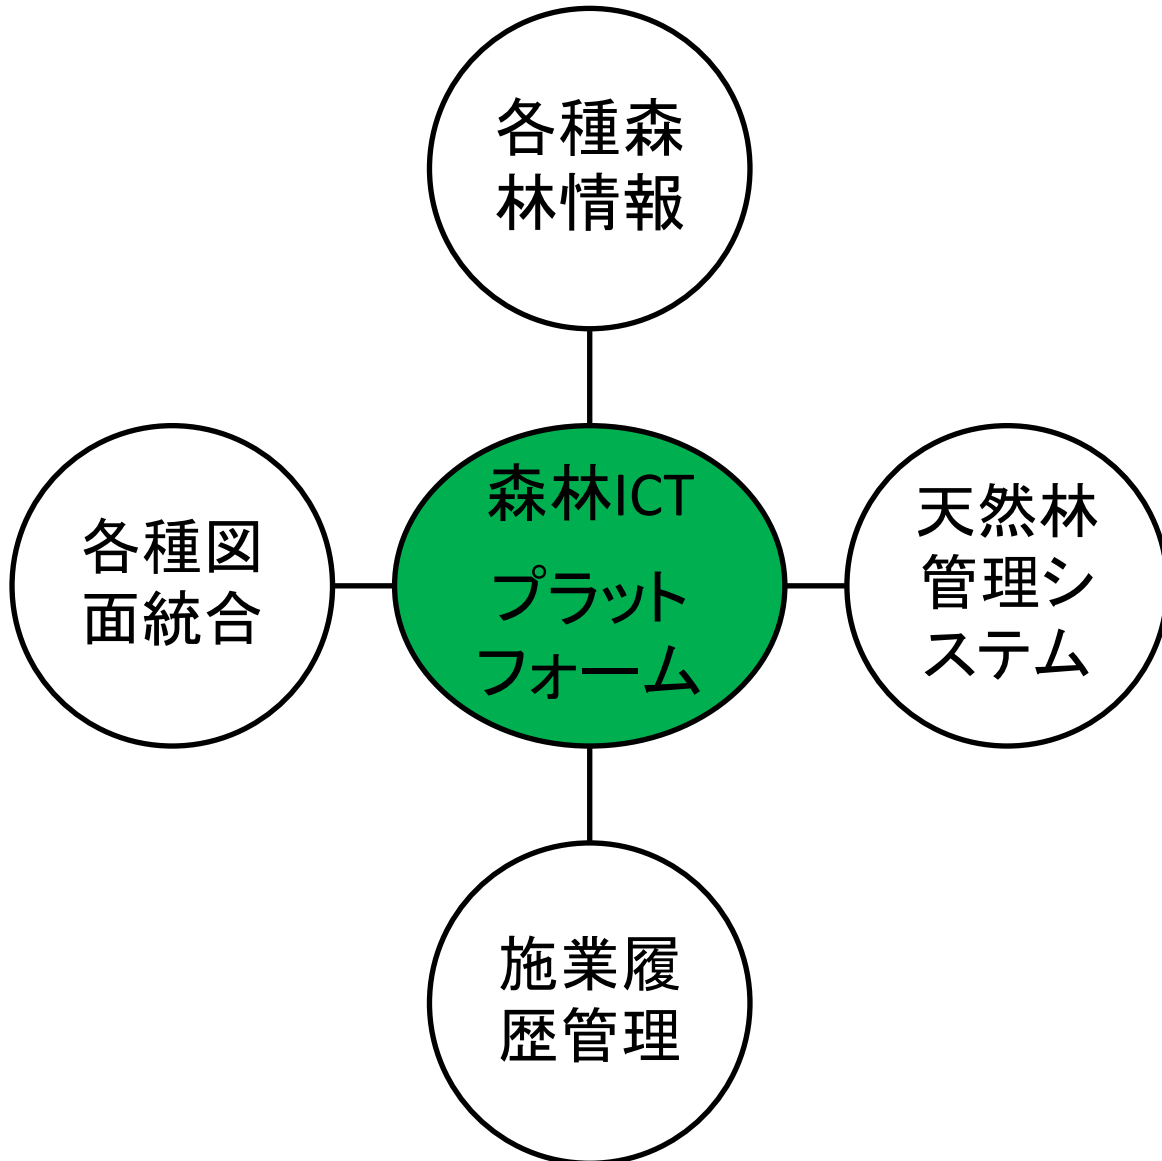 各種森
林情報
各種図
面統合
森林ICT
プラット
フォーム
天然林
管理シ
ステム
施業履
歴管理